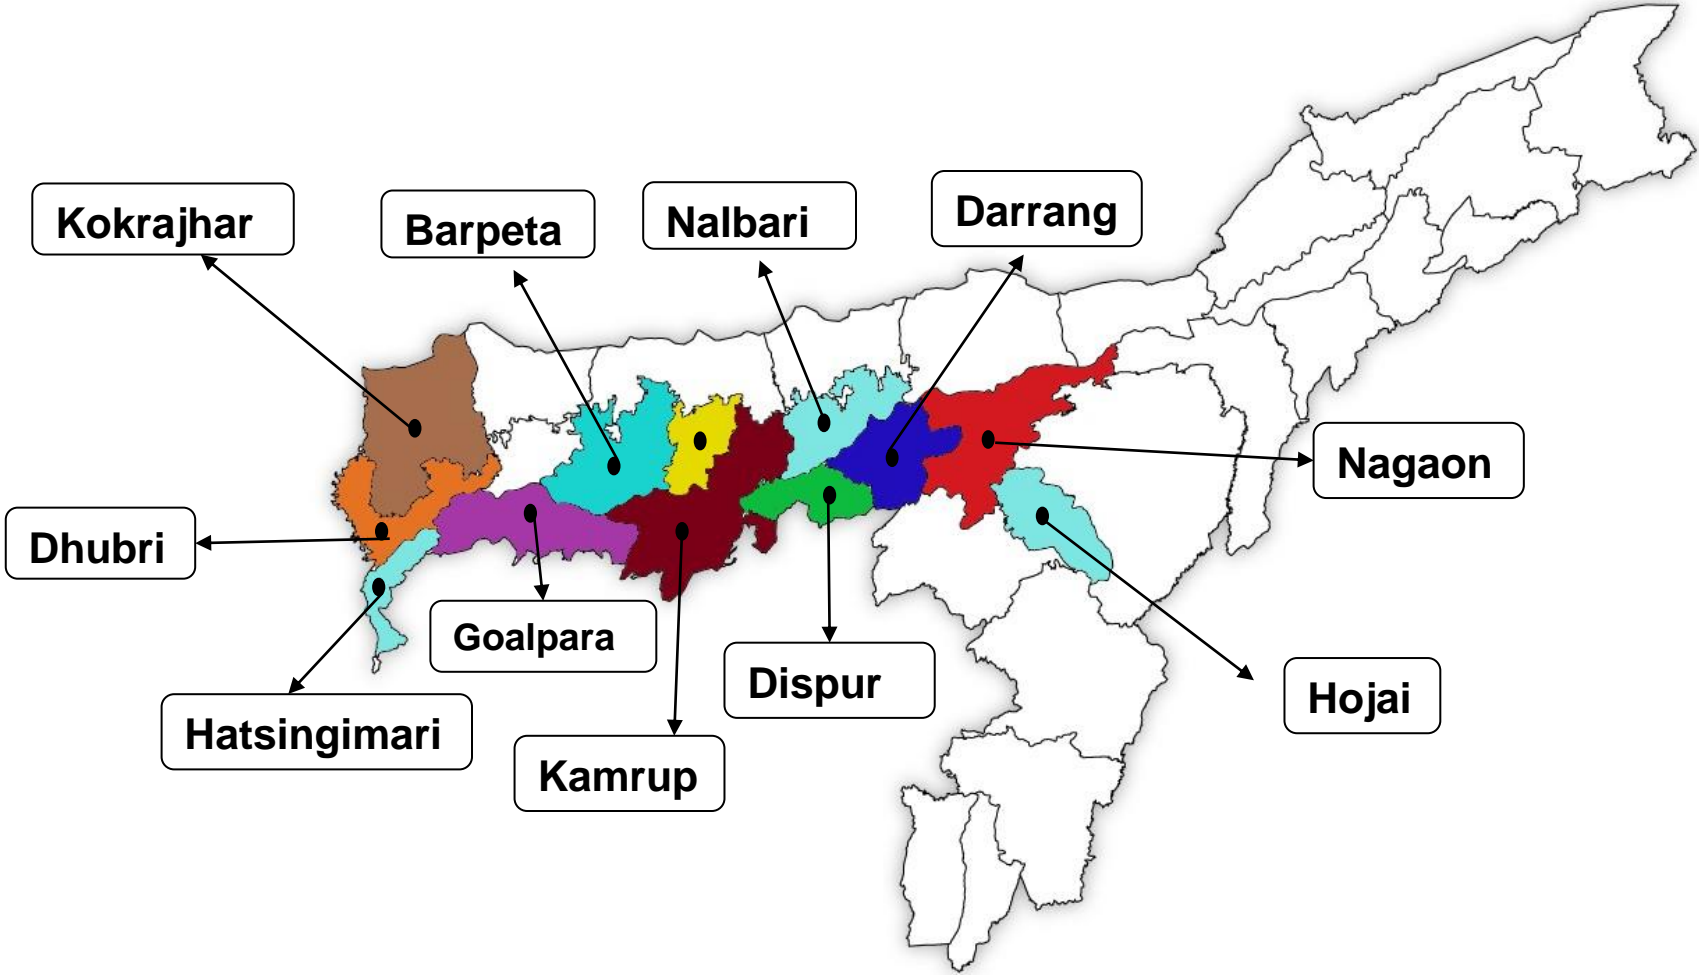 Kokrajhar
Barpeta
Nalbari
Darrang
Nagaon
Dhubri
Goalpara
Dispur
Hojai
Hatsingimari
Kamrup